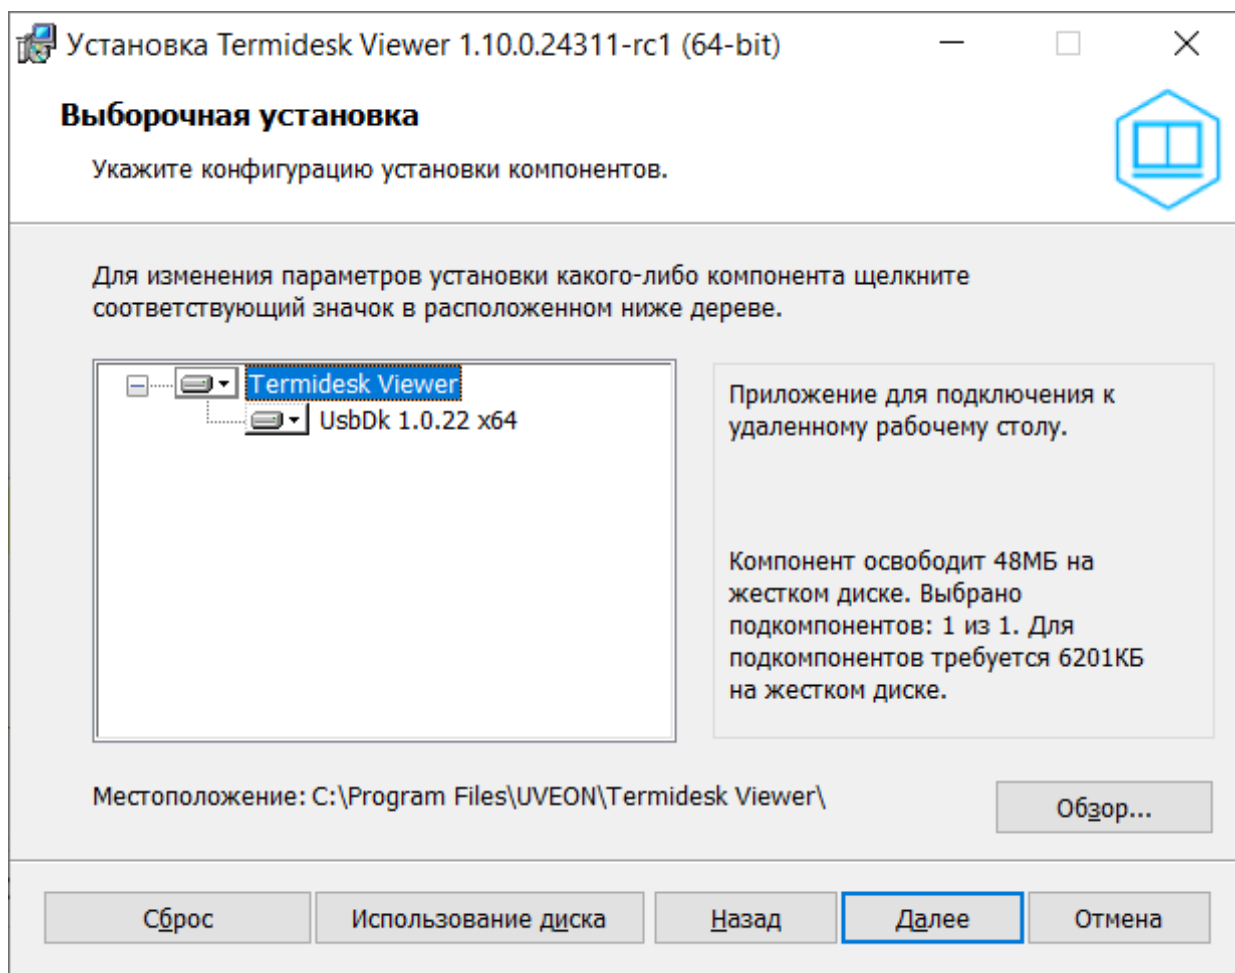 Установка Termidesk Viewer 1.10.0.24311-rc1 (64-bit)
Выборочная установка
Укажите конфигурацию установки компонентов.
Для изменения параметров установки какого-либо компонента щелкните
соответствующий значок в расположенном ниже дереве.
Termidesk Viewer
UsbDk 1.0.22 x64
Приложение для подключения к
удаленному рабочему столу.
Компонент освободит 48МБ на
жестком диске. Выбрано
подкомпонентов: 1 из 1. Для
подкомпонентов требуется 6201КБ
на жестком диске.
Местоположение: C:\Program Files\UVEON\Termidesk Viewer\
Обзор...
Сброс
Использование диска
Назад
Далее
Отмена